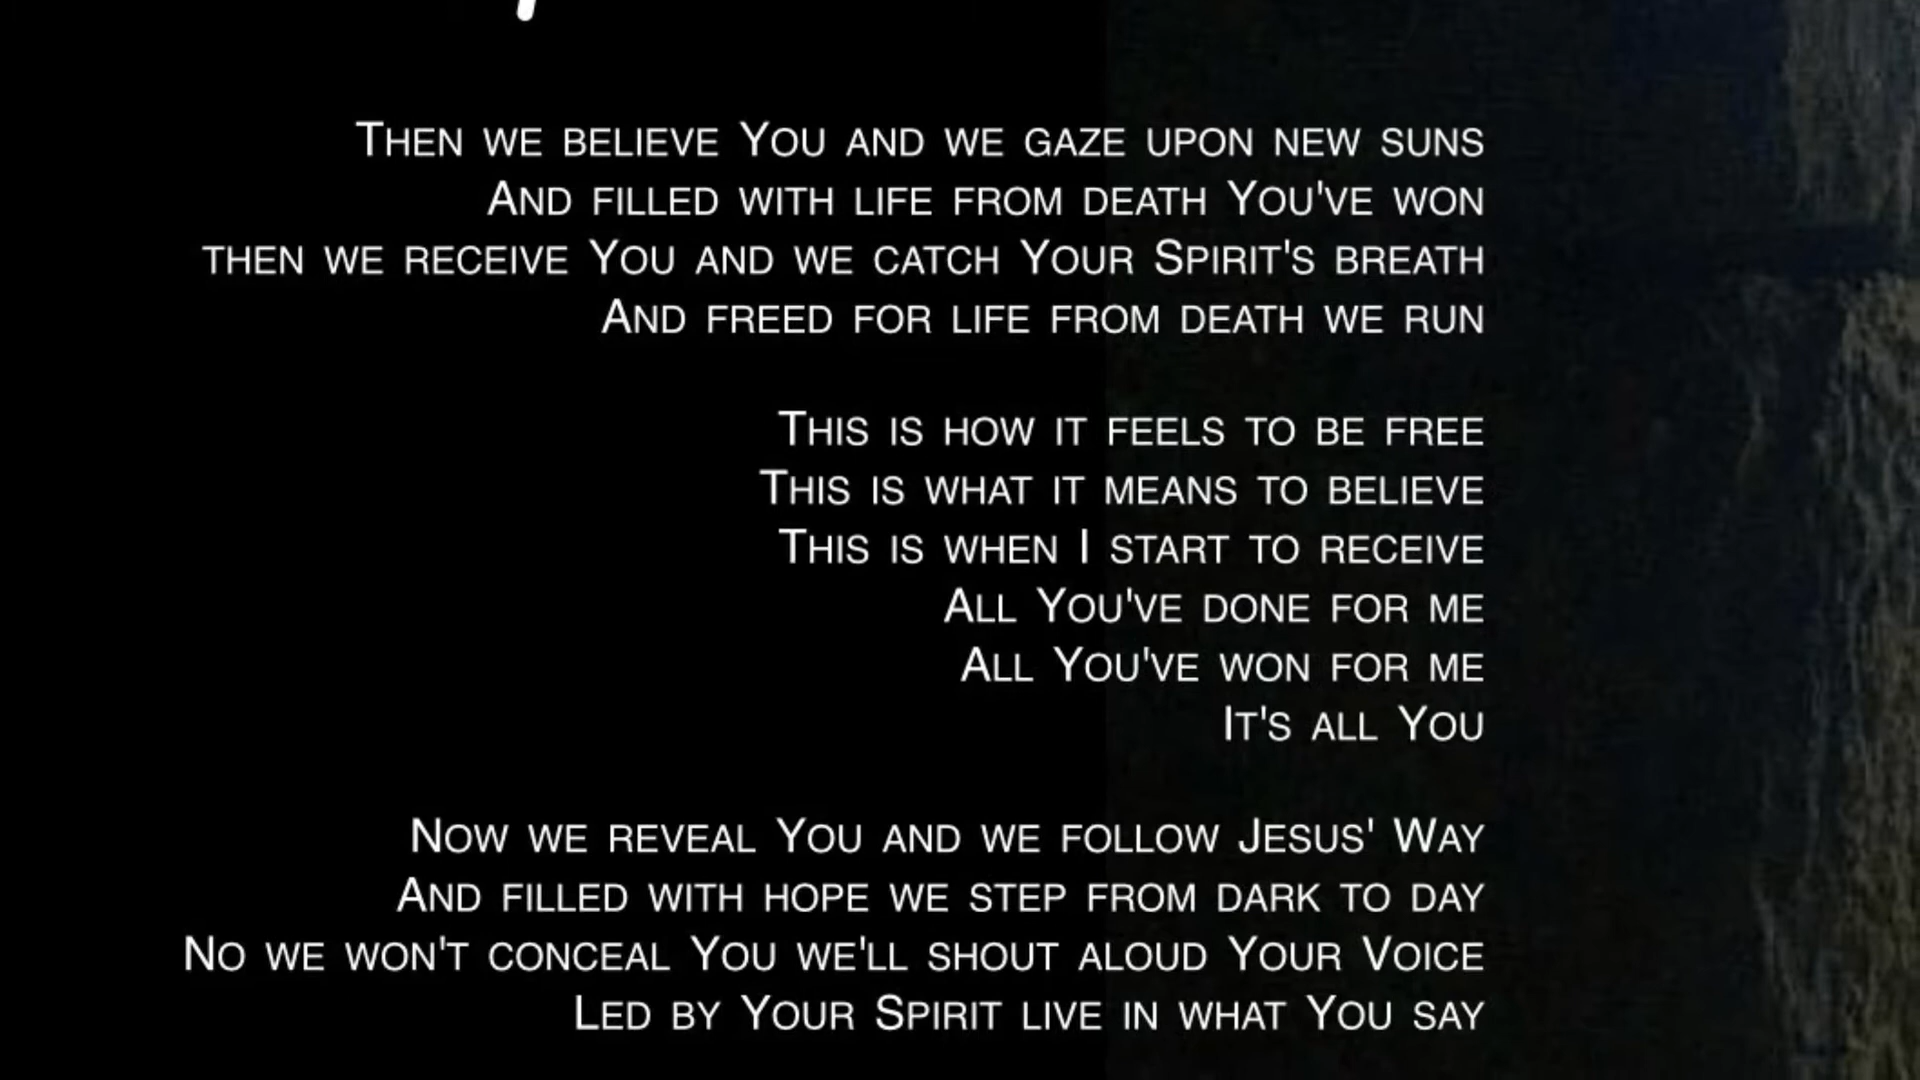 Then we believe You and we gaze upon new suns
And filled with life from death You've won
then we receive You and we catch Your Spirit's breath
And freed for life from death we run
This is how it feels to be free
This is what it means to believe
This is when I start to receive
All You've done for me
All You've won for me
It's all You
Now we reveal You and we follow Jesus' Way
And filled with hope we step from dark to day
No we won't conceal You we'll shout aloud Your Voice
Led by Your Spirit live in what You say